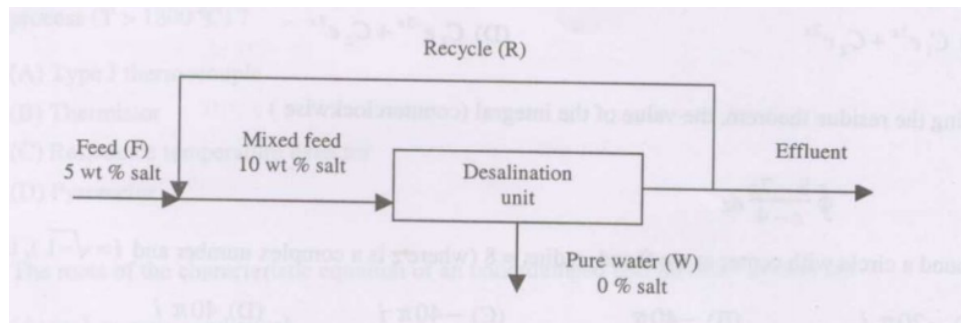 Recycle (R)
Feed (F)
5 wt % salt
Mixed feed
10 wt % salt
Desalination
unit
Effluent
Pure water (W)
0 % salt